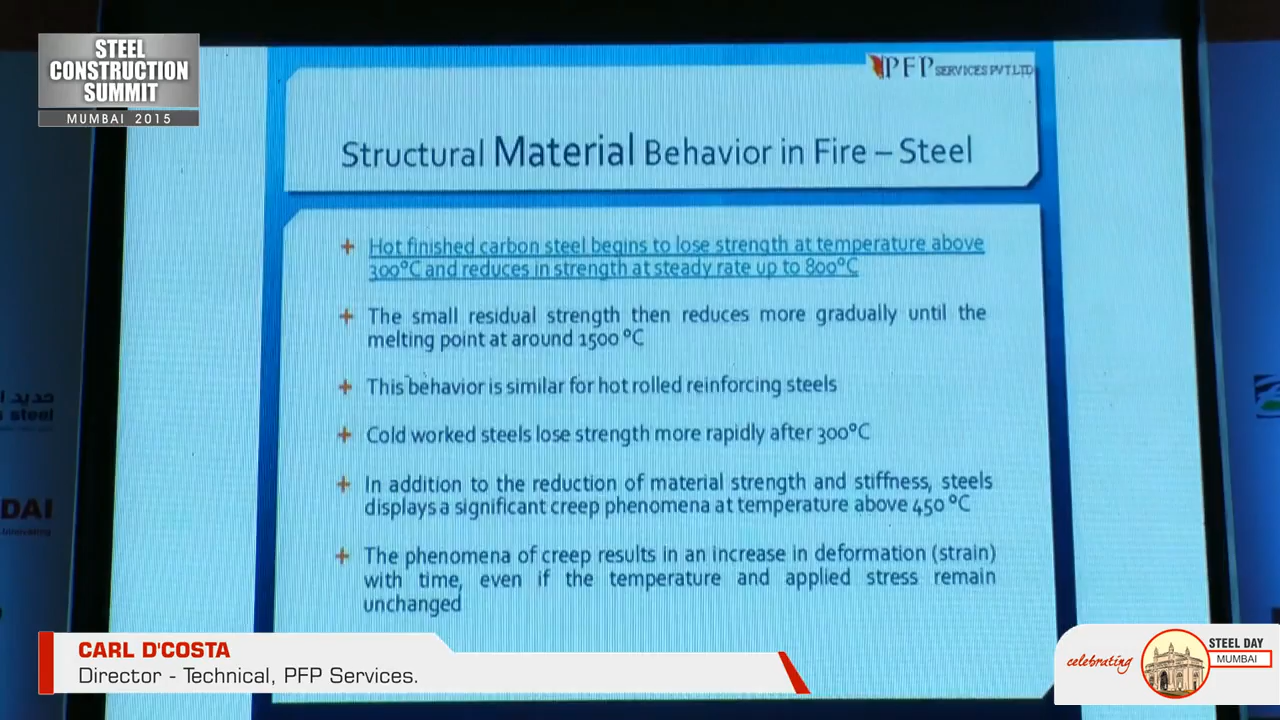 STEEL
CONSTRUCTION
SUMMIT
MUMBAI 2015
PFP SERVICES PVT LTD
Structural Material Behavior in Fire – Steel
Hot finished carbon steel begins to lose strength at temperature above
300°C and reduces in strength at steady rate up to 800°C
The small residual strength then reduces more gradually until the
melting point at around 1500 °C
This behavior is similar for hot rolled reinforcing steels
Cold worked steels lose strength more rapidly after 300°C
In addition to the reduction of material strength and stiffness, steels
displays a significant creep phenomena at temperature above 450 °C
The phenomena of creep results in an increase in deformation (strain)
with time, even if the temperature and applied stress remain
unchanged
حديد
steel
DAI
CARL D'COSTA
Director - Technical, PFP Services.
celebrating
STEEL DAY
MUMBAI